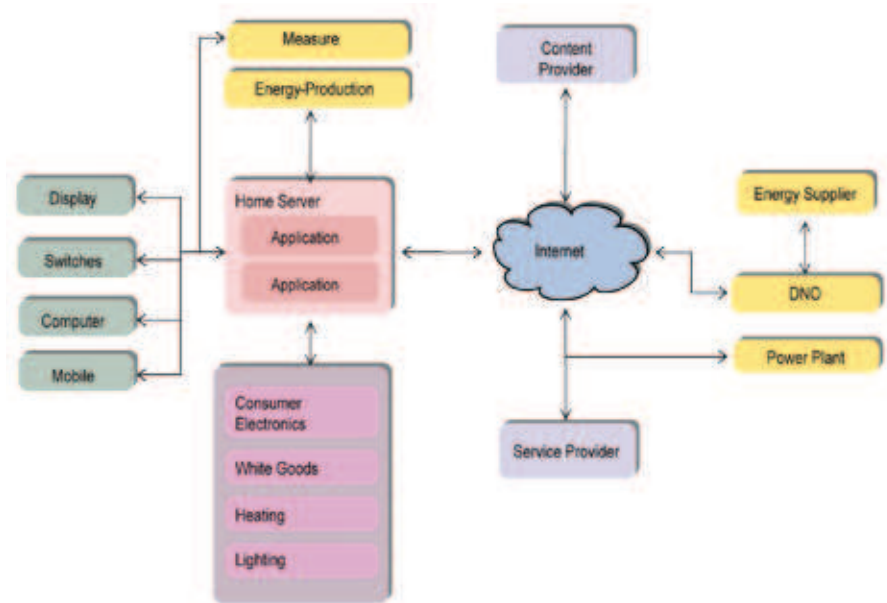 Measure
Energy-Production
Content
Provider
Display
Switches
Computer
Mobile
Home Server
Application
Application
Internet
Energy Supplier
DNO
Power Plant
Consumer
Electronics
White Goods
Heating
Lighting
Service Provider